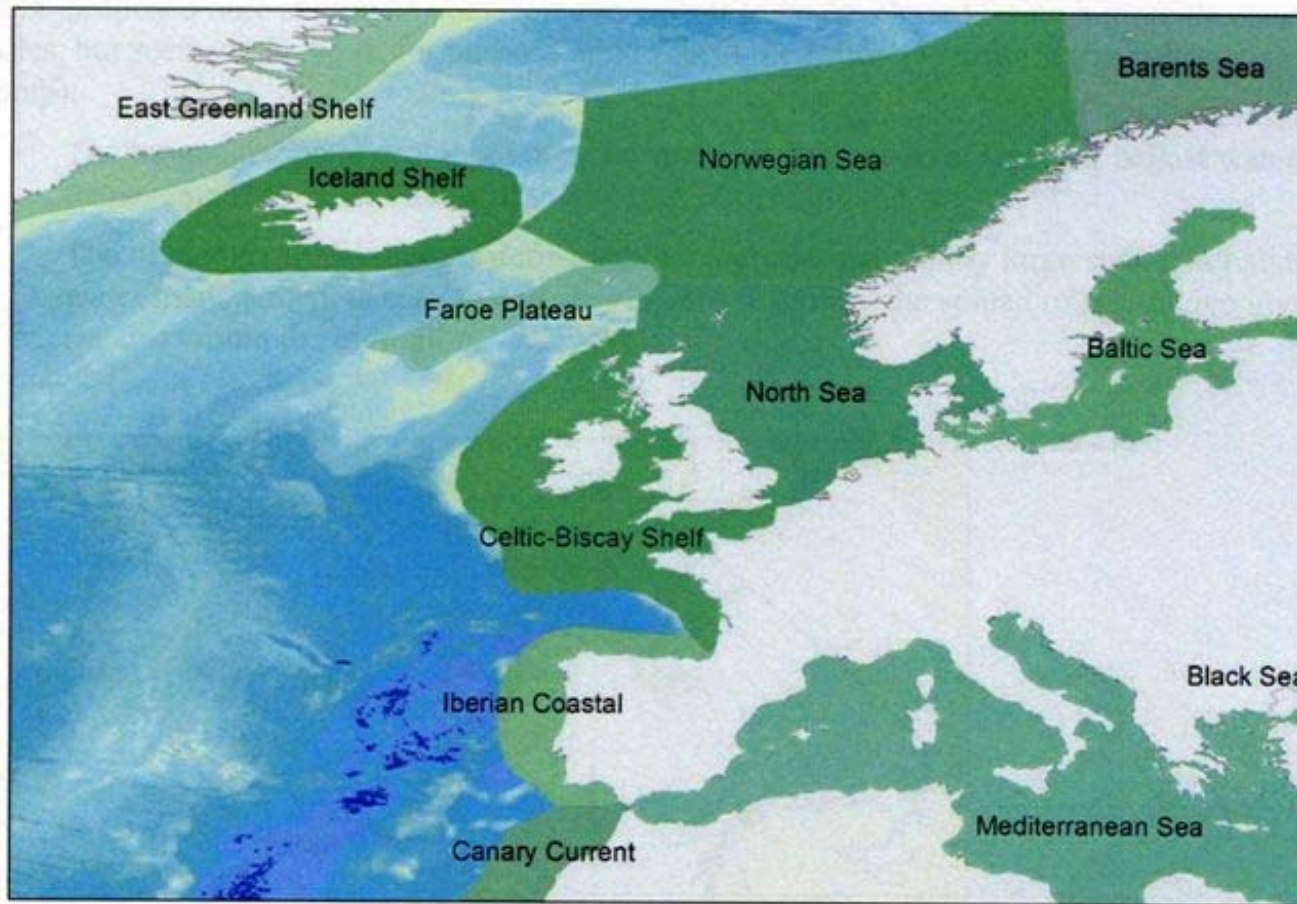 Barents Sea
East Greenland Shelf
Norwegian Sea
Iceland Shelf
Faroe Plateau
Baltic Sea
North Sea
Celtic-Biscay Shelf
Black Sea
Iberian Coastal
Mediterranean Sea
Canary Current